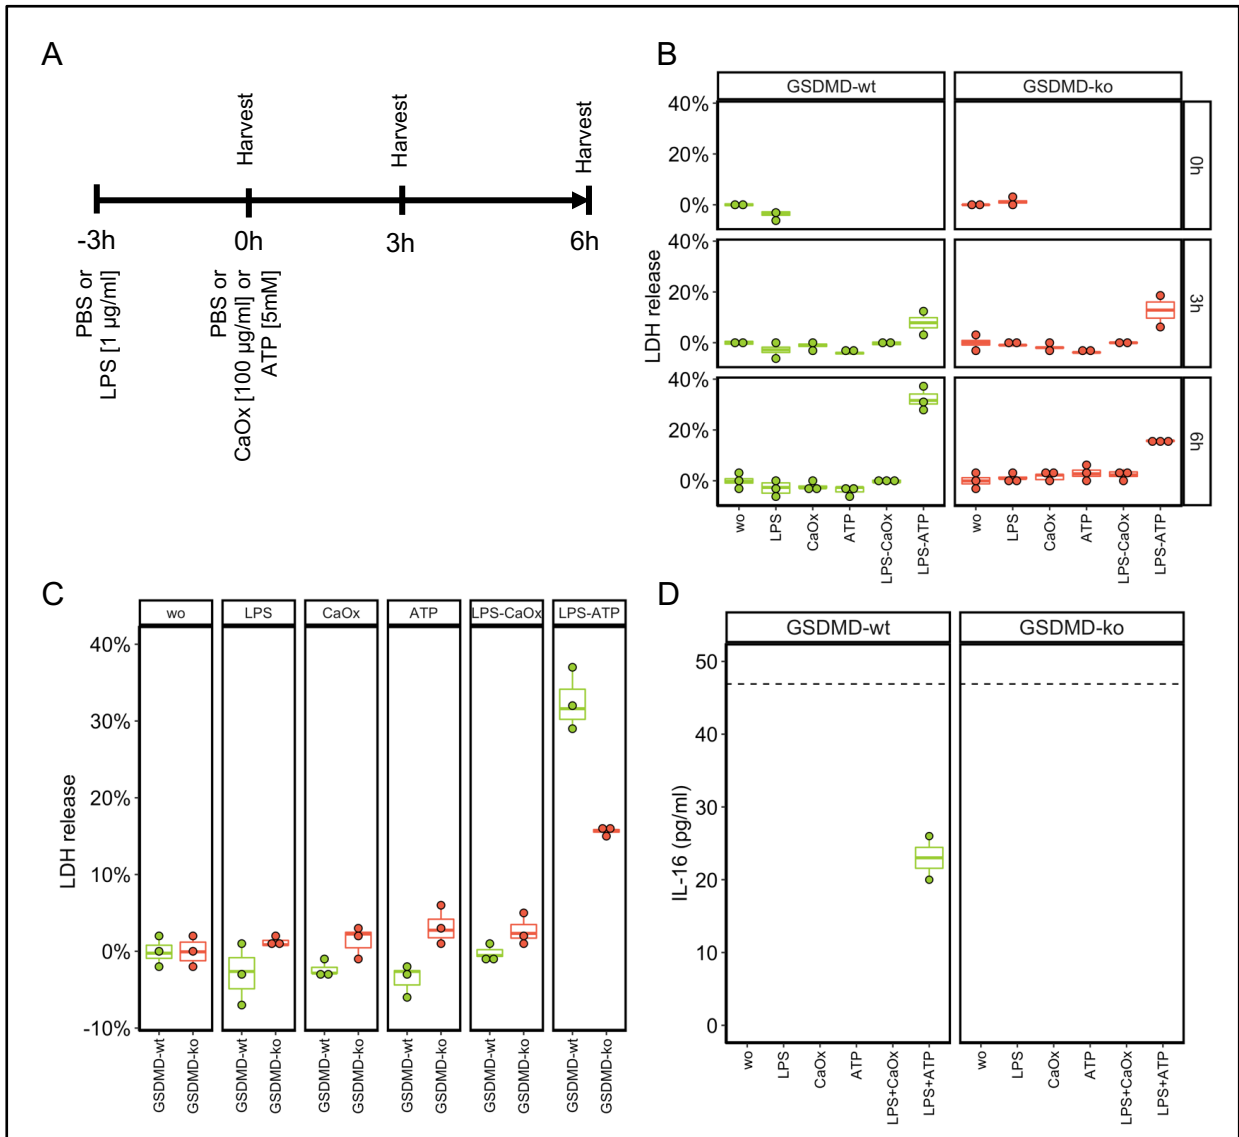 A
Harvest
Harvest
Harvest
-3h
0h
3h
6h
PBS or
LPS [1 µg/ml]
PBS or
CaOx [100 µg/ml] or
ATP [5mM]
B
GSDMD-wt
GSDMD-ko
LDH release
40%
20%
0%
0h
40%
20%
0%
3h
40%
20%
0%
6h
wo
LPS
CaOx
ATP
LPS-CaOx
LPS-ATP
wo
LPS
CaOx
ATP
LPS-CaOx
LPS-ATP
C
wo
LPS
CaOx
ATP
LPS-CaOx
LPS-ATP
LDH release
40%
30%
20%
10%
0%
-10%
GSDMD-wt
GSDMD-ko
GSDMD-wt
GSDMD-ko
GSDMD-wt
GSDMD-ko
GSDMD-wt
GSDMD-ko
GSDMD-wt
GSDMD-ko
GSDMD-wt
GSDMD-ko
D
GSDMD-wt
GSDMD-ko
IL-16 (pg/ml)
50
40
30
20
10
0
wo
LPS
CaOx
ATP
LPS+CaOx
LPS+ATP
wo
LPS
CaOx
ATP
LPS+CaOx
LPS+ATP